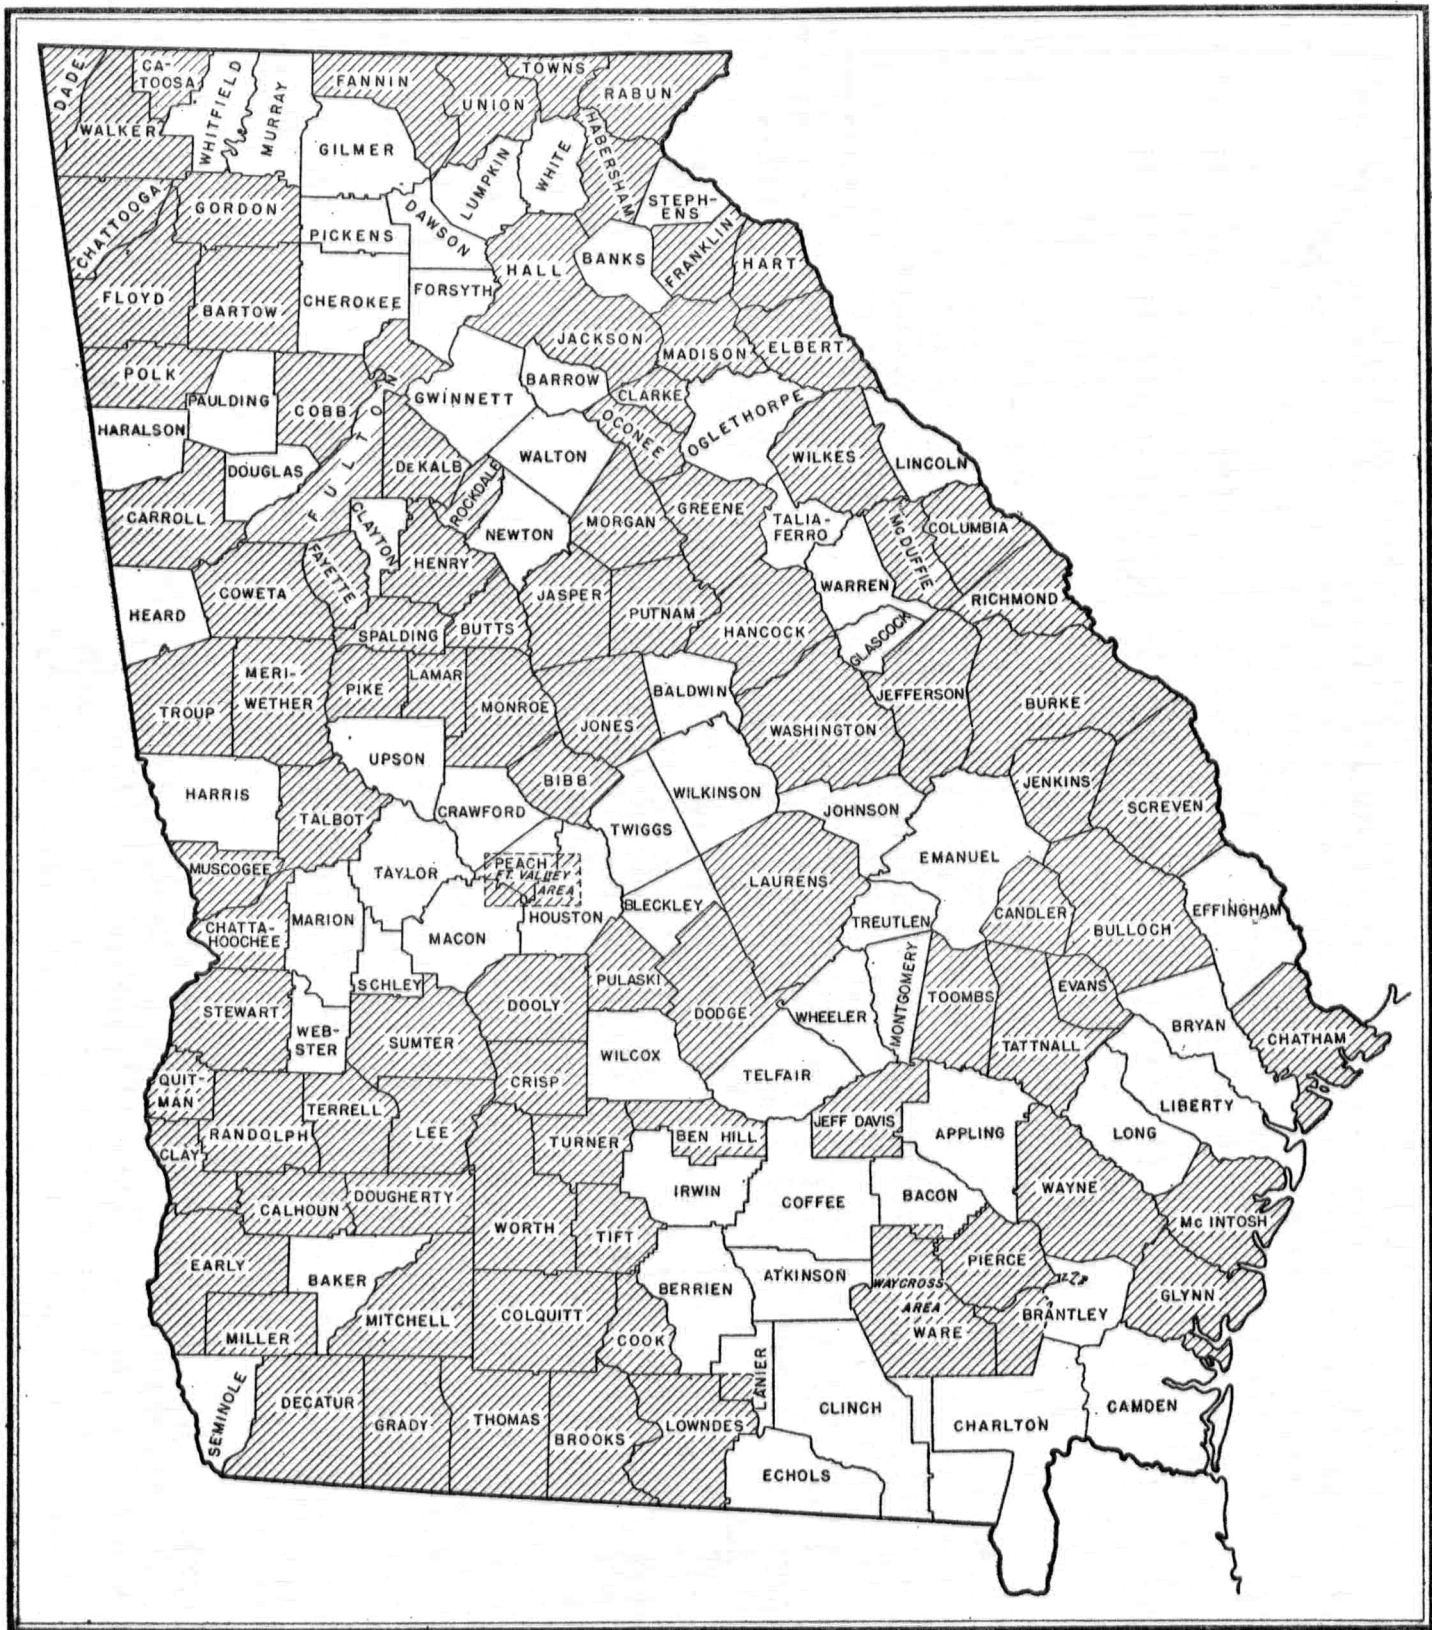 DADE
CA-
TOOSA
WHITFIELD
MURRAY
FANNIN
UNION
TOWNS
RABUN
WALKER
GILMER
LUMPKIN
WHITE
HABERSHAM
STEPH-
ENS
CHATTOOGA
GORDON
PICKENS
DAWSON
HALL
BANKS
FRANKLIN
HART
FLOYD
BARTOW
CHEROKEE
FORSYTH
JACKSON
MADISON
ELBERT
POLK
PAULDING
COBB
FULTON
GWINNETT
BARROW
CLARKE
OCONEE
OGLETHORPE
HARALSON
DOUGLAS
DEKALB
ROCKDALE
WALTON
WILKES
LINCOLN
CARROLL
CLAYTON
HENRY
NEWTON
MORGAN
GREENE
TALIA-
FERRO
McDUFFIE
COLUMBIA
HEARD
COWETA
FAYETTE
SPALDING
BUTTS
JASPER
PUTNAM
HANCOCK
WARREN
GLASCOCK
RICHMOND
TROUP
MERI-
WETHER
PIKE
LAMAR
MONROE
JONES
BALDWIN
WASHINGTON
JEFFERSON
BURKE
HARRIS
UPSON
TALBOT
CRAWFORD
BIBB
TWIGGS
WILKINSON
JOHNSON
EMANUEL
JENKINS
SCREVEN
MUSCOGEE
CHATTA-
HOOCHEE
MARION
TAYLOR
MACON
PEACH
FT. VALLEY
AREA
HOUSTON
BLECKLEY
LAURENS
TREUTLEN
CANDLER
BULLOCH
EFFINGHAM
STEWART
WEB-
STER
SCHLEY
SUMTER
DOOLY
PULASKI
DODGE
WHEELER
MONTGOMERY
TOOMBS
TATTNALL
EVANS
BRYAN
CHATHAM
QUIT-
MAN
RANDOLPH
TERRELL
LEE
CRISP
WILCOX
TELFAIR
JEFF DAVIS
APPLING
LONG
LIBERTY
CLAY
CALHOUN
DOUGHERTY
TURNER
BEN HILL
IRWIN
COFFEE
BACON
WAYNE
Mc INTOSH
EARLY
BAKER
WORTH
TIFT
BERRIEN
ATKINSON
WAYCROSS
AREA
WARE
PIERCE
BRANTLEY
GLYNN
MILLER
MITCHELL
COLQUITT
COOK
LANIER
SEMINOLE
DECATUR
GRADY
THOMAS
BROOKS
LOWNDES
CLINCH
ECHOLS
CHARLTON
CAMDEN